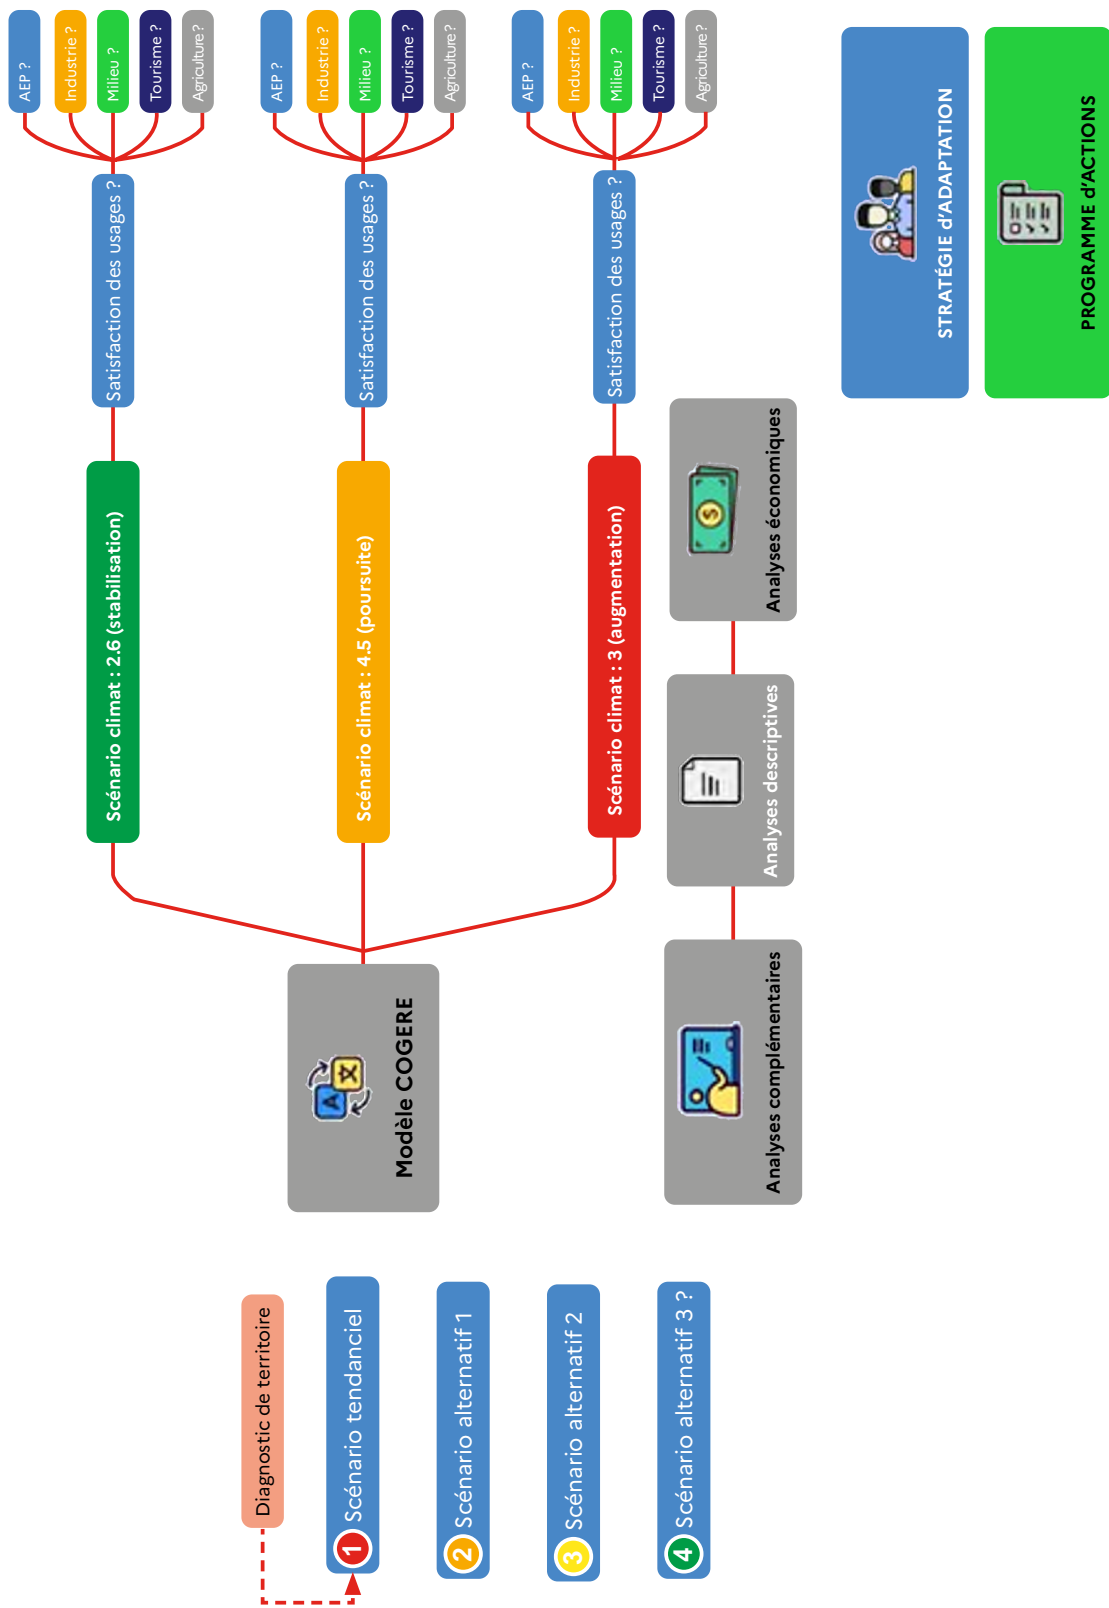 Diagnostic de territoire
1 Scénario tendanciel
2 Scénario alternatif 1
3 Scénario alternatif 2
4 Scénario alternatif 3 ?
Modèle COGERE
Scénario climat : 2.6 (stabilisation)
Satisfaction des usages ?
AEP ?
Industrie ?
Milieu ?
Tourisme ?
Agriculture ?
Scénario climat : 4.5 (poursuite)
Satisfaction des usages ?
AEP ?
Industrie ?
Milieu ?
Tourisme ?
Agriculture ?
Scénario climat : 3 (augmentation)
Satisfaction des usages ?
AEP ?
Industrie ?
Milieu ?
Tourisme ?
Agriculture ?
Analyses complémentaires
Analyses descriptives
Analyses économiques
STRATÉGIE d'ADAPTATION
PROGRAMME d'ACTIONS